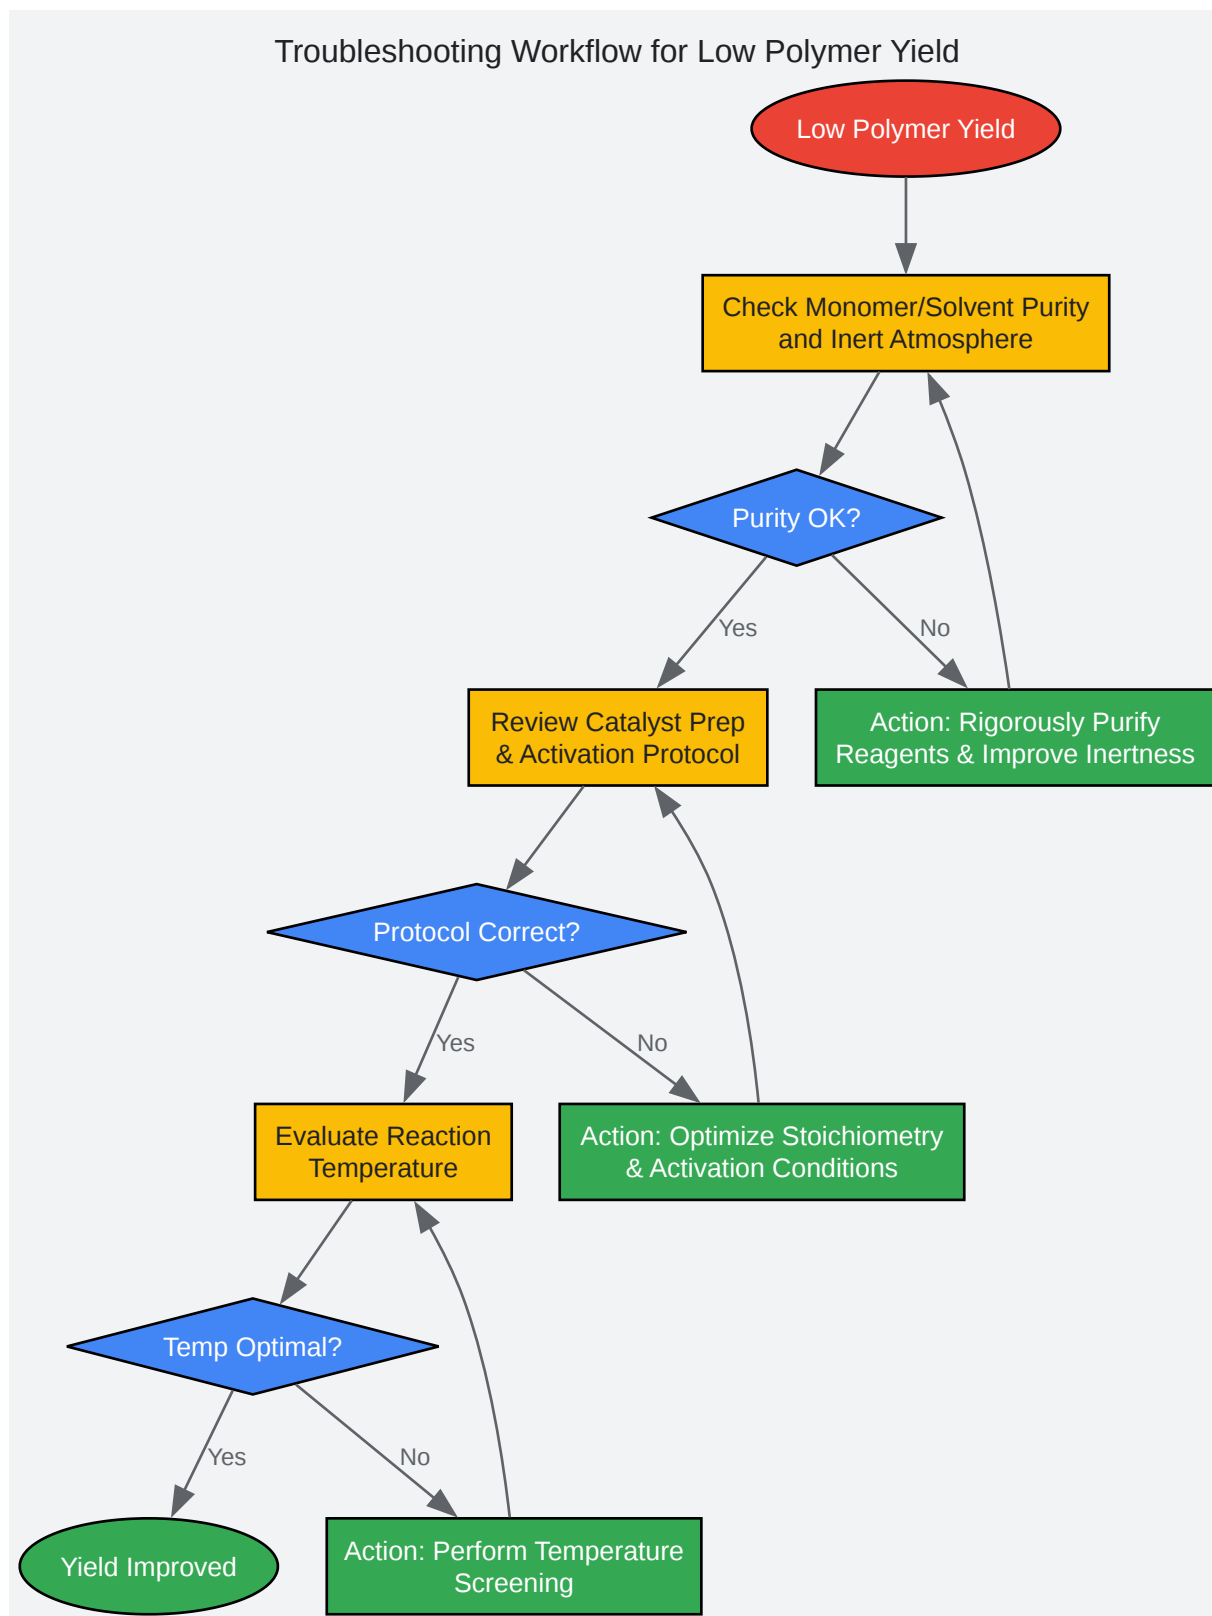 Troubleshooting Workflow for Low Polymer Yield
Low Polymer Yield
Check Monomer/Solvent Purity
and Inert Atmosphere
Purity OK?
Yes
No
Review Catalyst Prep
& Activation Protocol
Action: Rigorously Purify
Reagents & Improve Inertness
Protocol Correct?
Yes
No
Evaluate Reaction
Temperature
Action: Optimize Stoichiometry
& Activation Conditions
Temp Optimal?
Yes
No
Yield Improved
Action: Perform Temperature
Screening